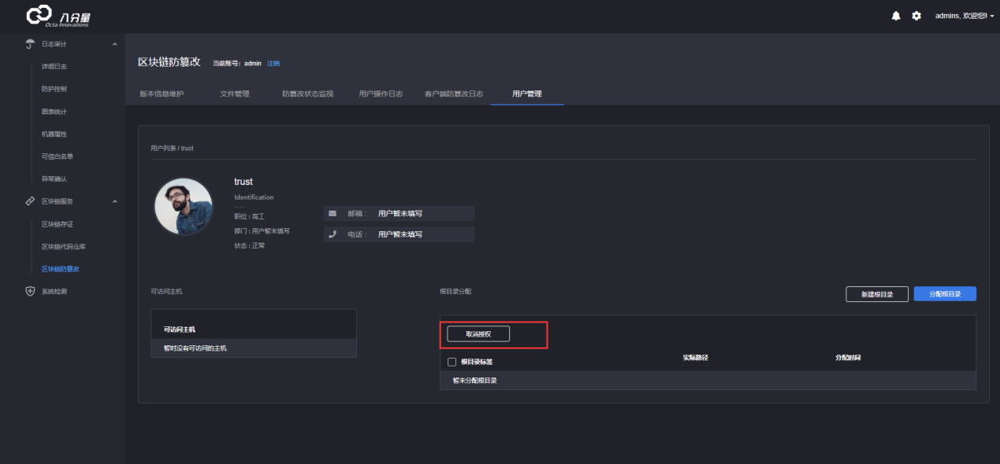 八分量
Octa Innovations
admins, 欢迎您!
日志审计
详细日志
防护控制
图表统计
机器属性
可信白名单
异常确认
区块链服务
区块链存证
区块链代码仓库
区块链防篡改
系统检测
区块链防篡改 当前账号: admin 注销
版本信息维护 文件管理 防篡改状态监视 用户操作日志 客户端防篡改日志 用户管理
用户列表 / trust
trust
Identification
职位 : 高工
部门 : 用户暂未填写
状态 : 正常
邮箱 : 用户暂未填写
电话 : 用户暂未填写
可访问主机
可访问主机
暂时没有可访问的主机
根目录分配 新建根目录 分配根目录
取消授权
根目录标签 实际路径 分配时间
暂未分配根目录